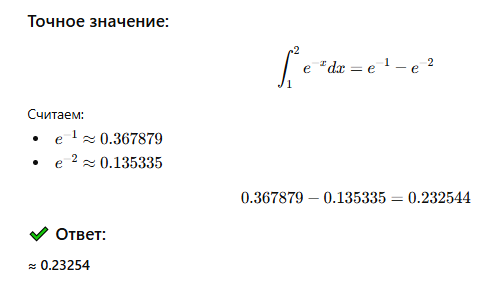 Точное значение:
∫₁² e⁻ˣdx = e⁻¹ − e⁻²
Считаем:
• e⁻¹ ≈ 0.367879
• e⁻² ≈ 0.135335
0.367879 − 0.135335 = 0.232544
✔ Ответ:
≈ 0.23254